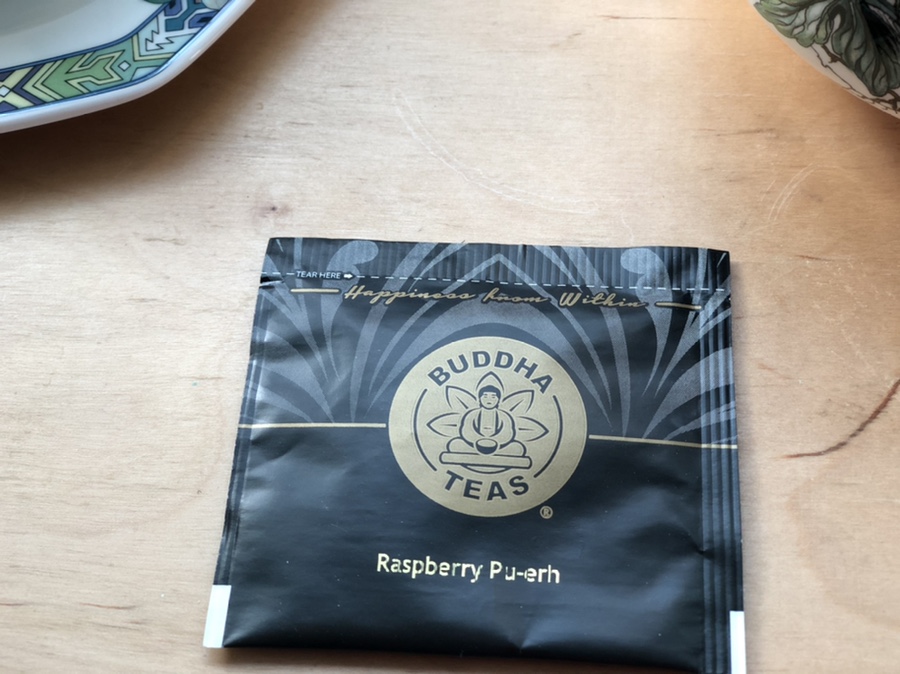 TEAR HERE
Happiness from Within
BUDDHA
TEAS
®
Raspberry Pu-erh